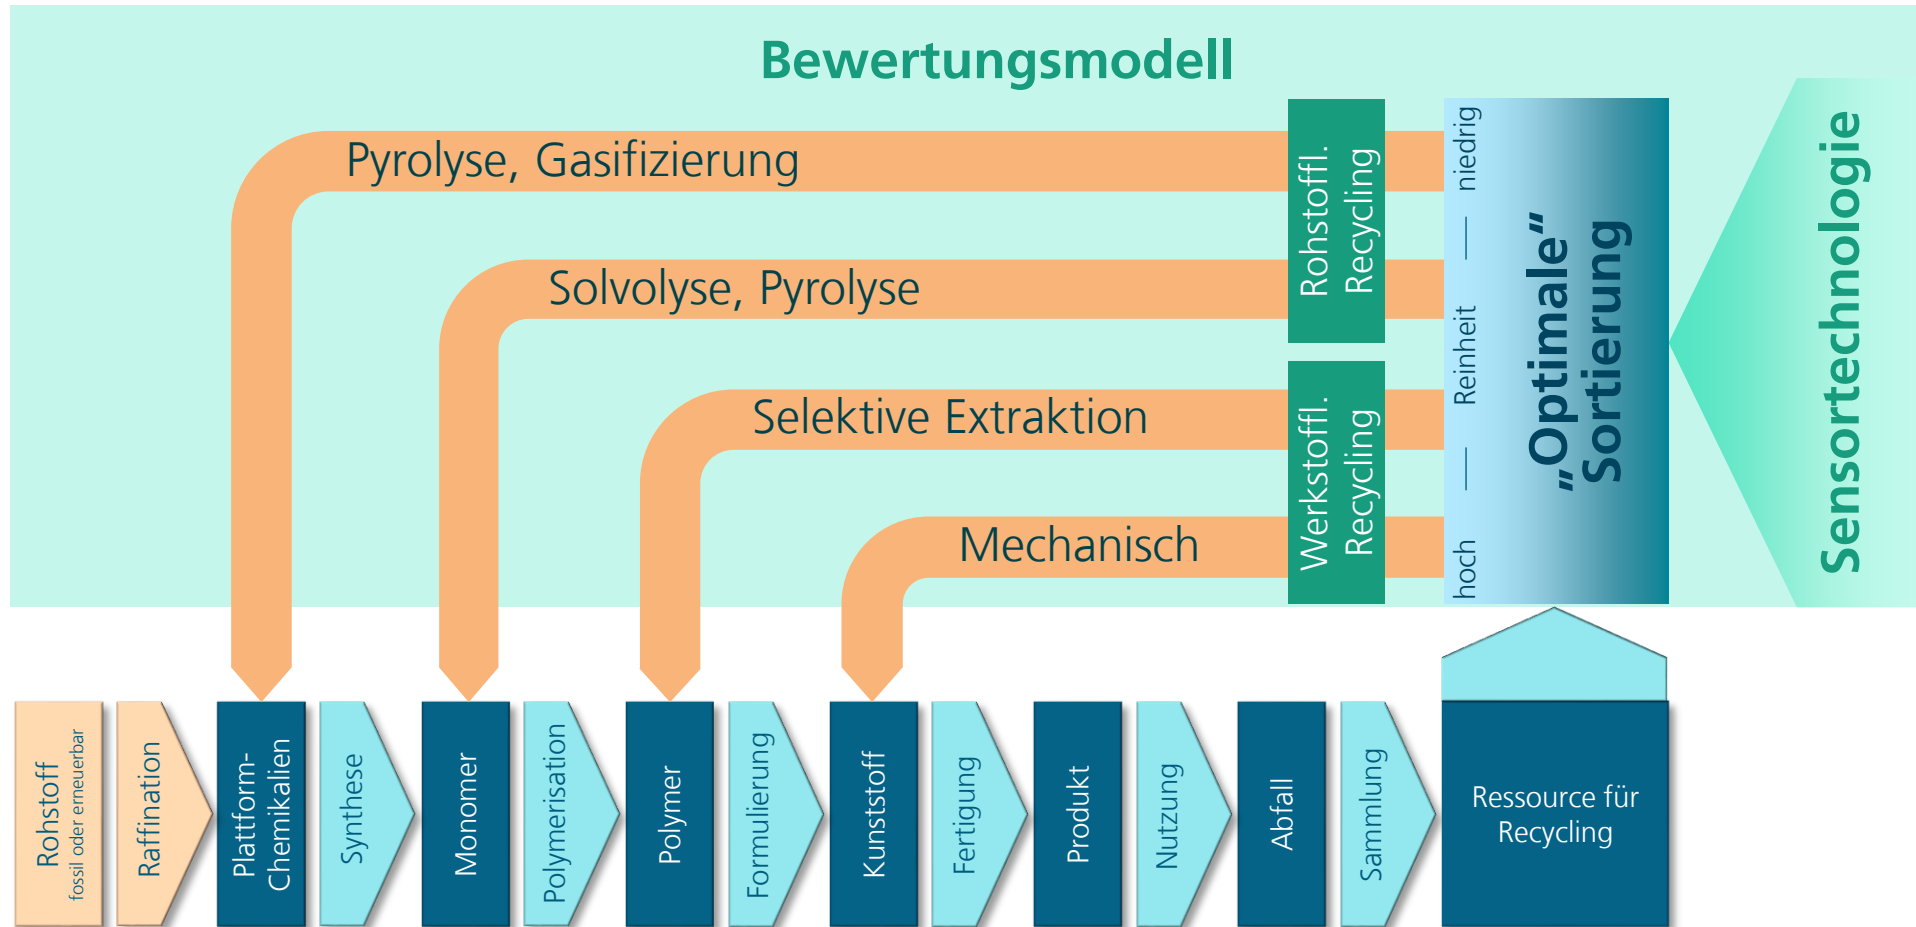 Bewertungsmodell
Pyrolyse, Gasifizierung
Solvolyse, Pyrolyse
Selektive Extraktion
Mechanisch
Rohstoffl.
Recycling
Werkstoffl.
Recycling
niedrig
Reinheit
hoch
„Optimale“
Sortierung
Sensortechnologie
Rohstoff
fossil oder erneuerbar
Raffination
Plattform-
Chemikalien
Synthese
Monomer
Polymerisation
Polymer
Formulierung
Kunststoff
Fertigung
Produkt
Nutzung
Abfall
Sammlung
Ressource für
Recycling